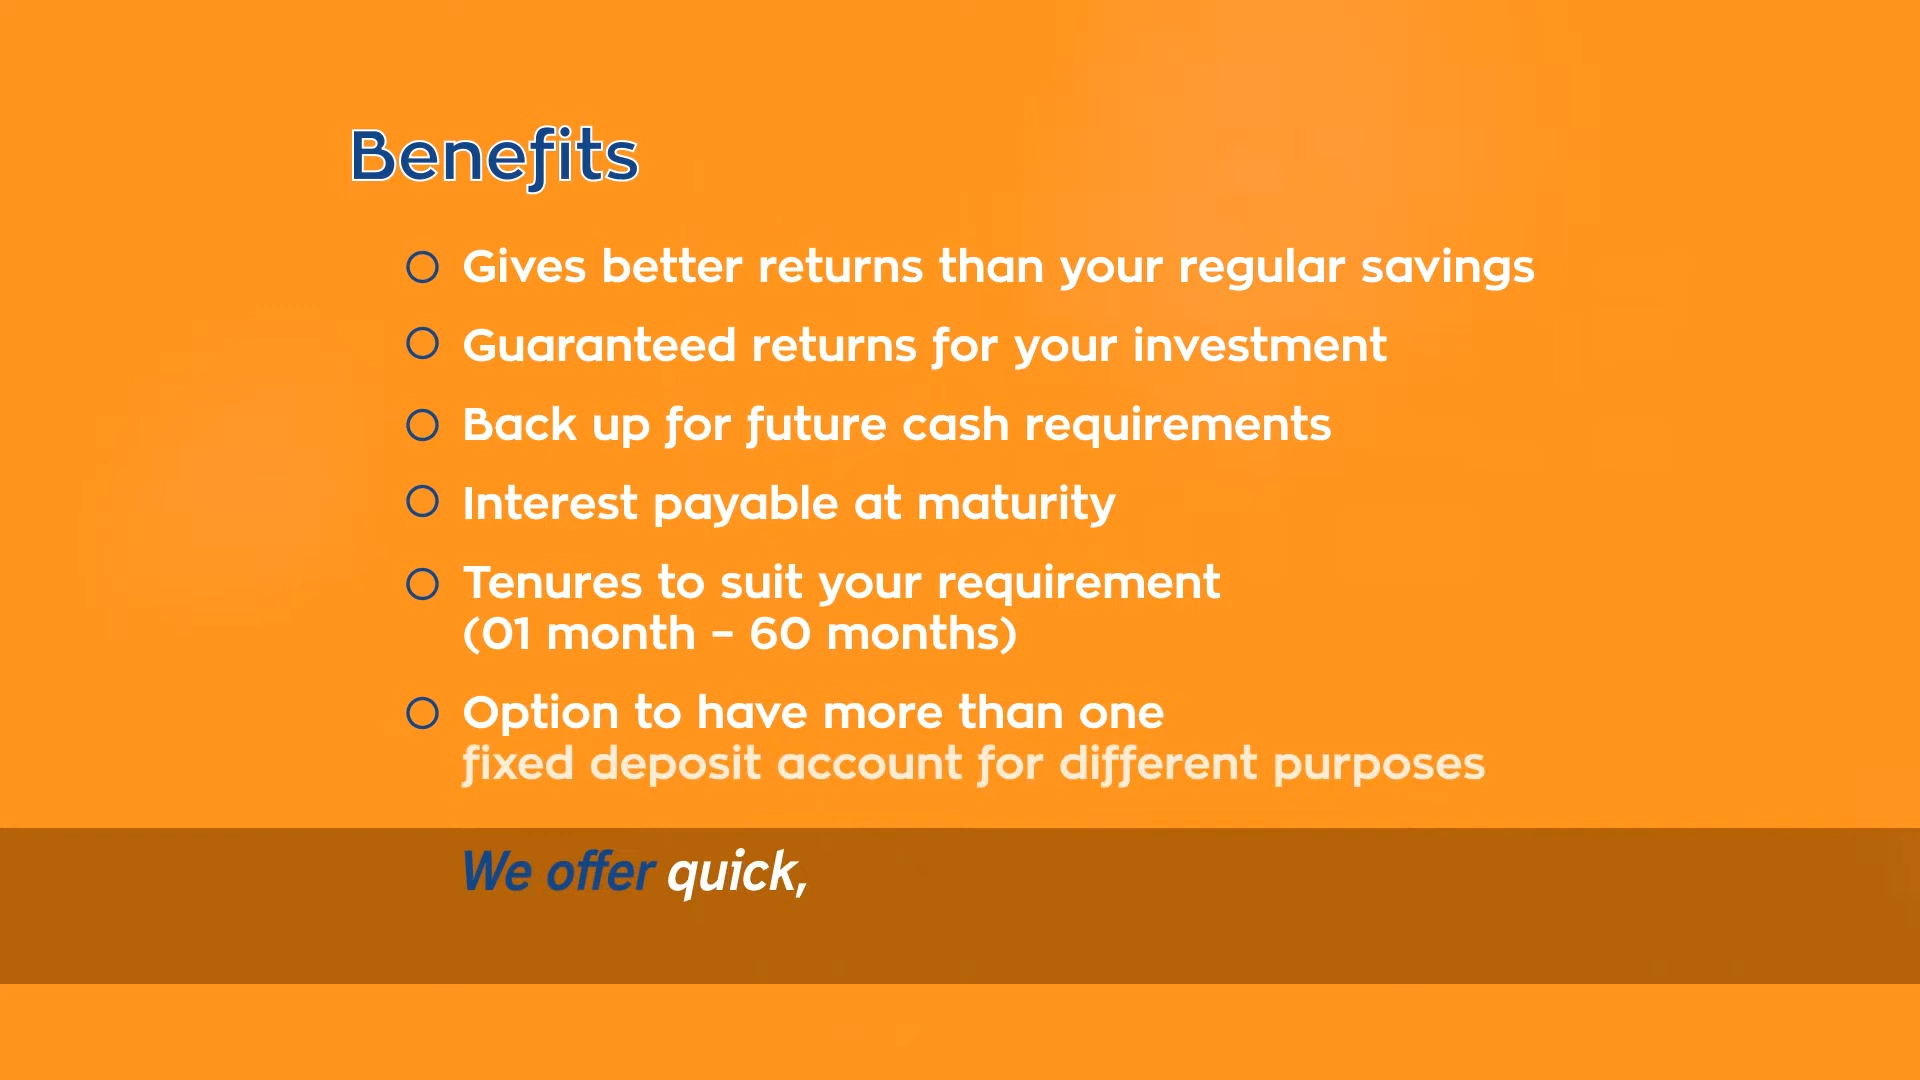 Benefits
Gives better returns than your regular savings
Guaranteed returns for your investment
Back up for future cash requirements
Interest payable at maturity
Tenures to suit your requirement
(01 month - 60 months)
Option to have more than one
fixed deposit account for different purposes
We offer quick,